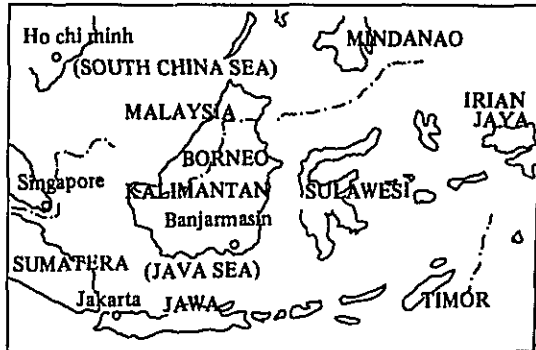 Ho chi minh
MINDANAO
(SOUTH CHINA SEA)
MALAYSIA
IRIAN
JAYA
BORNEO
Singapore
KALIMANTAN
SULAWESI
Banjarmasin
SUMATERA
(JAVA SEA)
Jakarta
JAWA
TIMOR